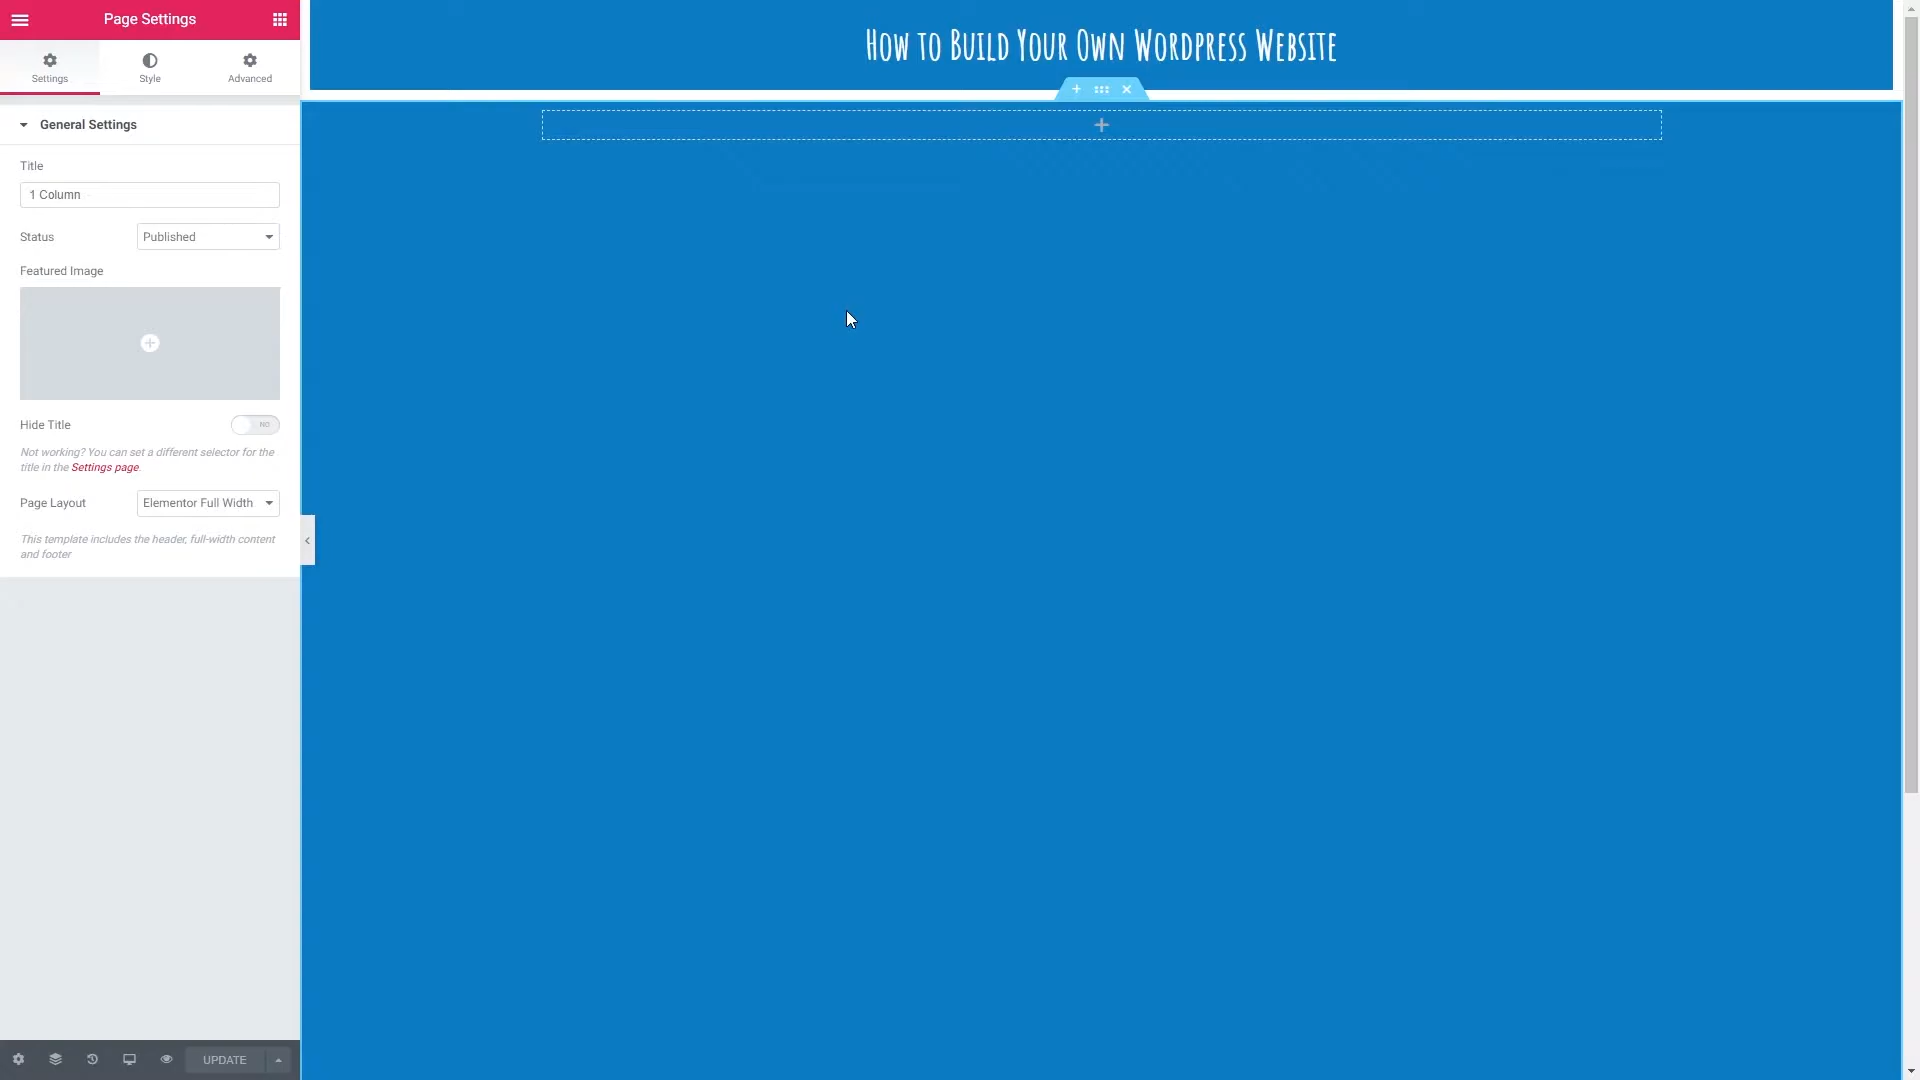 Page Settings
How to Build Your Own Wordpress Website
Settings
Style
Advanced
General Settings
Title
1 Column
Status
Published
Featured Image
Hide Title
NO
Not working? You can set a different selector for the
title in the Settings page.
Page Layout
Elementor Full Width
This template includes the header, full-width content
and footer
UPDATE